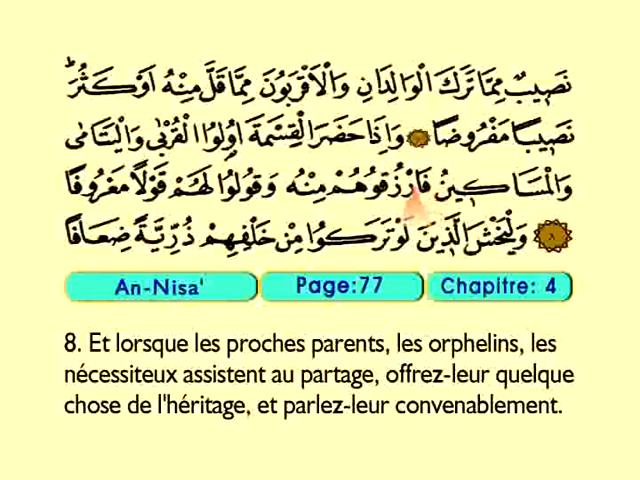 نَصِيبٌ مِّمَّا تَرَكَ الْوَالِدَانِ وَالْأَقْرَبُونَ مِمَّا قَلَّ مِنْهُ أَوْ كَثُرَ ۚ
نَصِيبًا مَّفْرُوضًا ٧ وَإِذَا حَضَرَ الْقِسْمَةَ أُولُوا الْقُرْبَىٰ وَالْيَتَامَىٰ
وَالْمَسَاكِينُ فَارْزُقُوهُمْ مِنْهُ وَقُولُوا لَهُمْ قَوْلًا مَعْرُوفًا
٨ وَلْيَخْشَ الَّذِينَ لَوْ تَرَكُوا مِنْ خَلْفِهِمْ ذُرِّيَّةً ضِعَافًا
An-Nisa' Page:77 Chapitre: 4
8. Et lorsque les proches parents, les orphelins, les
nécessiteux assistent au partage, offrez-leur quelque
chose de l'héritage, et parlez-leur convenablement.